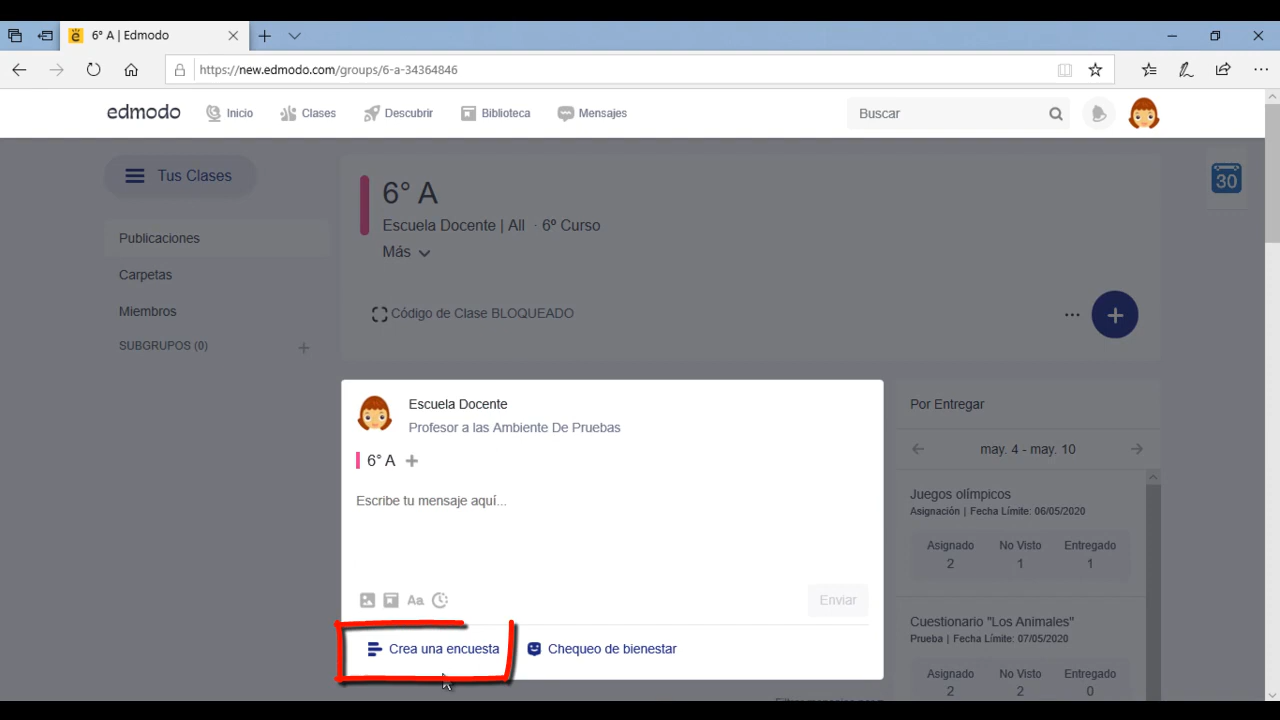 6° A | Edmodo
https://new.edmodo.com/groups/6-a-34364846
edmodo Inicio Clases Descubrir Biblioteca Mensajes Buscar
Tus Clases
Publicaciones
Carpetas
Miembros
SUBGRUPOS (0)
6° A
Escuela Docente | All · 6º Curso
Más
Código de Clase BLOQUEADO
30
Escuela Docente
Profesor a las Ambiente De Pruebas
6° A
Escribe tu mensaje aquí...
Aa
Enviar
Crea una encuesta
Chequeo de bienestar
Por Entregar
may. 4 - may. 10
Juegos olímpicos
Asignación | Fecha Límite: 06/05/2020
Asignado No Visto Entregado
2 1 1
Cuestionario "Los Animales"
Prueba | Fecha Límite: 07/05/2020
Asignado No Visto Entregado
2 2 0